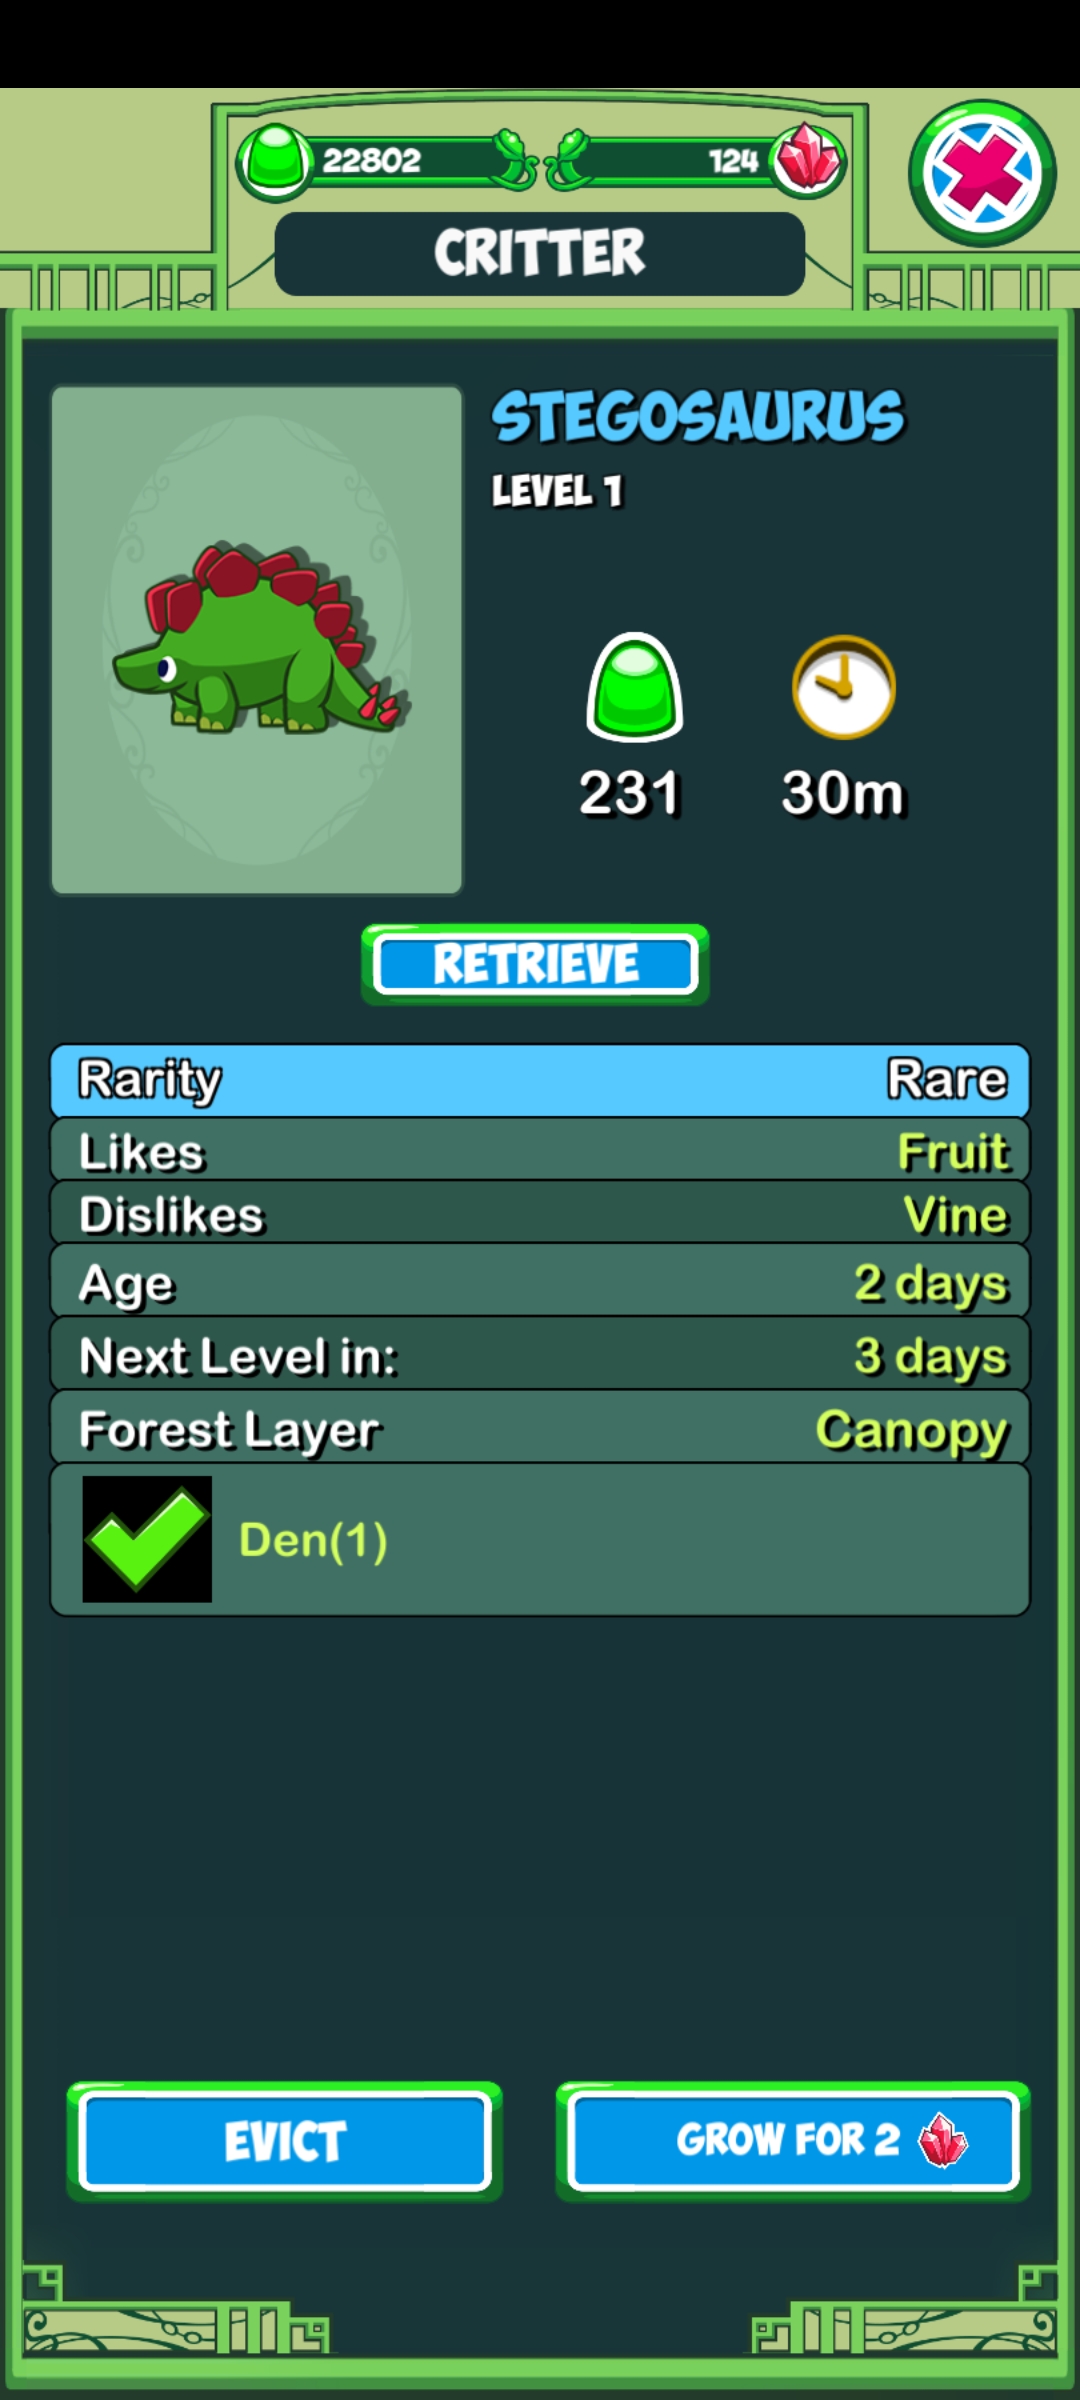 22802 124
CRITTER
STEGOSAURUS
LEVEL 1
231 30m
RETRIEVE
Rarity Rare
Likes Fruit
Dislikes Vine
Age 2 days
Next Level in: 3 days
Forest Layer Canopy
Den(1)
EVICT GROW FOR 2